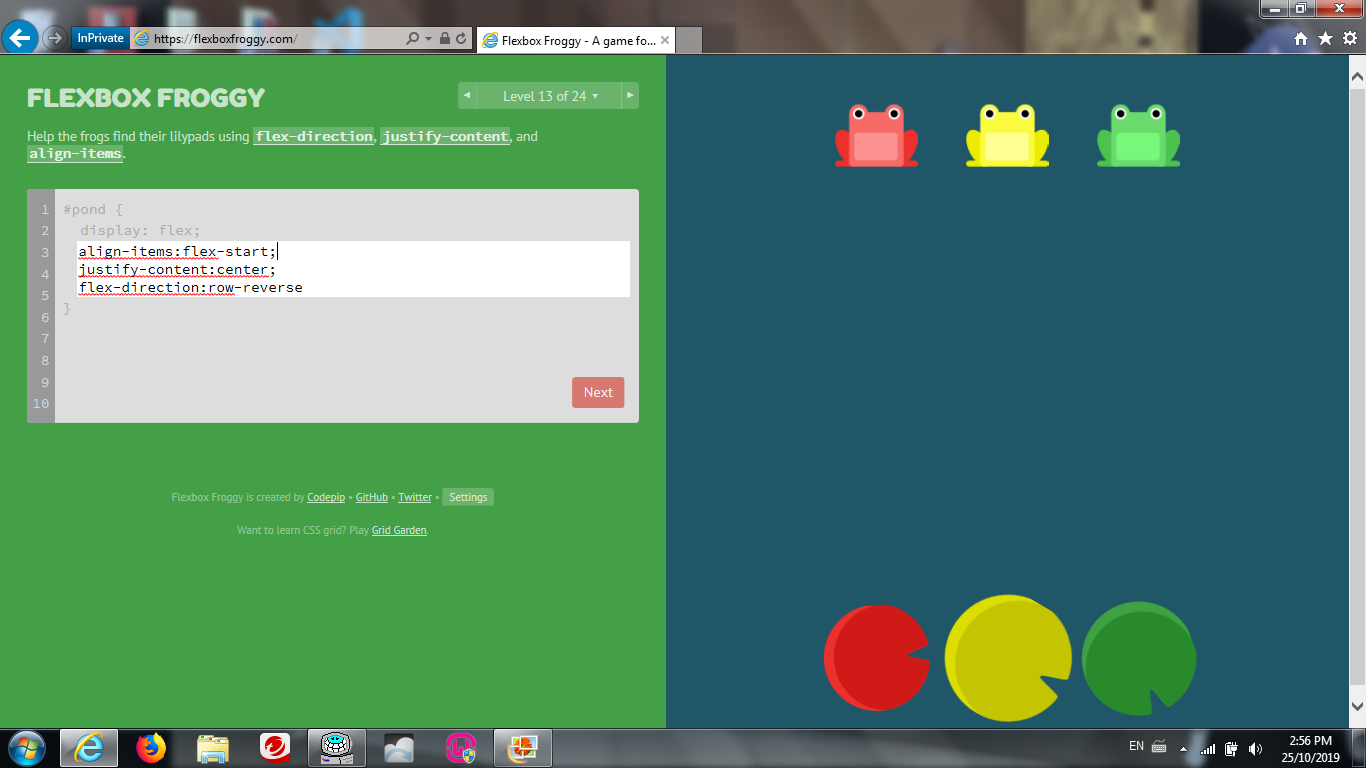 InPrivate
https://flexboxfroggy.com/
Flexbox Froggy - A game fo...
FLEXBOX FROGGY
◄ Level 13 of 24 ▾ ►
Help the frogs find their lilypads using flex-direction, justify-content, and
align-items.
1 #pond {
2 display: flex;
3 align-items:flex-start;
4 justify-content:center;
5 flex-direction:row-reverse
6 }
7
8
9
10
Next
Flexbox Froggy is created by Codepip • GitHub • Twitter • Settings
Want to learn CSS grid? Play Grid Garden.
EN
2:56 PM
25/10/2019